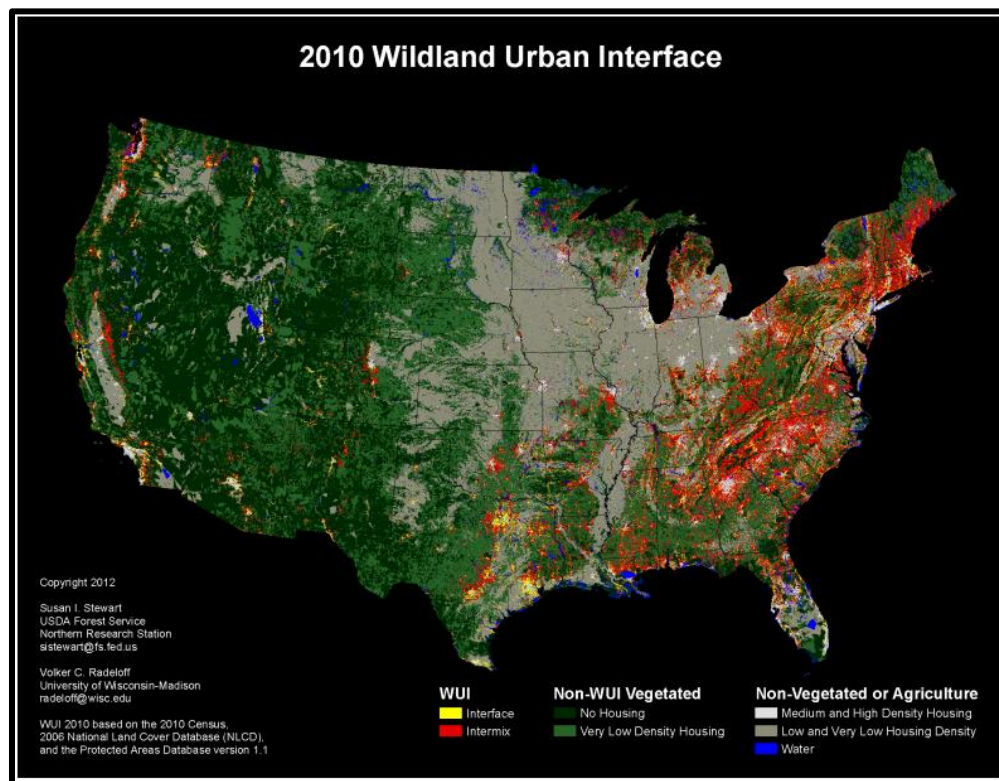 2010 Wildland Urban Interface
Copyright 2012
Susan I. Stewart
USDA Forest Service
Northern Research Station
sistewart@fs.fed.us
Volker C. Radeloff
University of Wisconsin-Madison
radeloff@wisc.edu
WUI 2010 based on the 2010 Census,
2006 National Land Cover Database (NLCD),
and the Protected Areas Database version 1.1
WUI
Interface
Intermix
Non-WUI Vegetated
No Housing
Very Low Density Housing
Non-Vegetated or Agriculture
Medium and High Density Housing
Low and Very Low Housing Density
Water